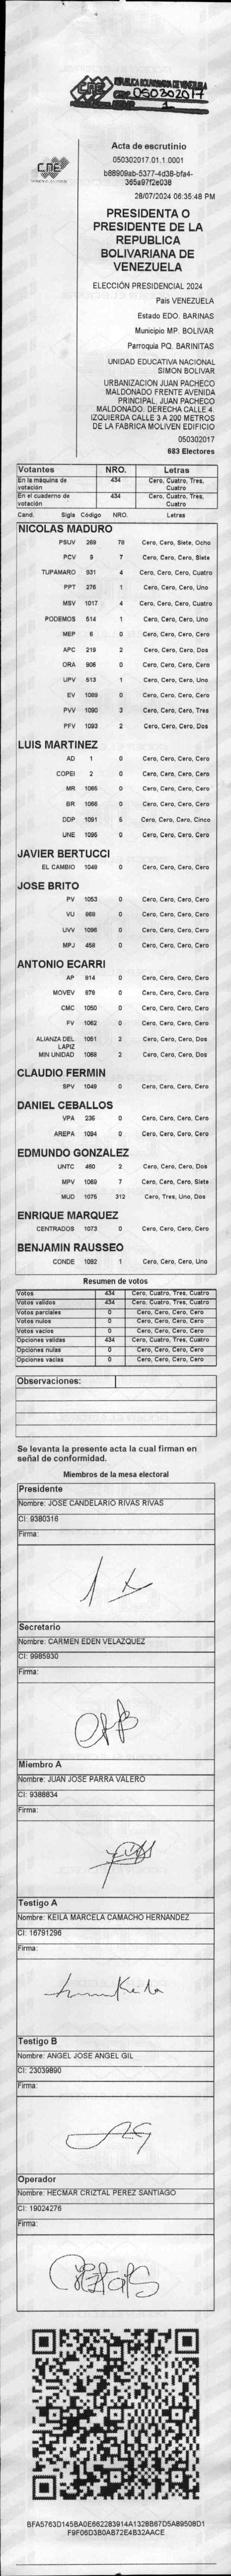 REPUBLICA BOLIVARIANA DE VENEZUELA
CNE
050302017
1
Acta de escrutinio
050302017.01.1.0001
b88909ab-5377-4d38-bfa4-
365a97f2e038
28/07/2024 06:35:48 PM
PRESIDENTA O
PRESIDENTE DE LA
REPUBLICA
BOLIVARIANA DE
VENEZUELA
ELECCIÓN PRESIDENCIAL 2024
País VENEZUELA
Estado EDO. BARINAS
Municipio MP. BOLIVAR
Parroquia PQ. BARINITAS
UNIDAD EDUCATIVA NACIONAL
SIMON BOLIVAR
URBANIZACION JUAN PACHECO
MALDONADO FRENTE AVENIDA
PRINCIPAL. JUAN PACHECO
MALDONADO. DERECHA CALLE 4.
IZQUIERDA CALLE 3 A 200 METROS
DE LA FABRICA MOLIVEN EDIFICIO
050302017
683 Electores
Votantes NRO. Letras
En la máquina de votación 434 Cero, Cuatro, Tres, Cuatro
En el cuaderno de votación 434 Cero, Cuatro, Tres, Cuatro
Cand. Sigla Código NRO. Letras
NICOLAS MADURO
PSUV 269 78 Cero, Cero, Siete, Ocho
PCV 9 7 Cero, Cero, Cero, Siete
TUPAMARO 931 4 Cero, Cero, Cero, Cuatro
PPT 276 1 Cero, Cero, Cero, Uno
MSV 1017 4 Cero, Cero, Cero, Cuatro
PODEMOS 514 1 Cero, Cero, Cero, Uno
MEP 6 0 Cero, Cero, Cero, Cero
APC 219 2 Cero, Cero, Cero, Dos
ORA 906 0 Cero, Cero, Cero, Cero
UPV 513 1 Cero, Cero, Cero, Uno
EV 1089 0 Cero, Cero, Cero, Cero
PVV 1090 3 Cero, Cero, Cero, Tres
PFV 1093 2 Cero, Cero, Cero, Dos
LUIS MARTINEZ
AD 1 0 Cero, Cero, Cero, Cero
COPEI 2 0 Cero, Cero, Cero, Cero
MR 1065 0 Cero, Cero, Cero, Cero
BR 1066 0 Cero, Cero, Cero, Cero
DDP 1091 5 Cero, Cero, Cero, Cinco
UNE 1095 0 Cero, Cero, Cero, Cero
JAVIER BERTUCCI
EL CAMBIO 1048 0 Cero, Cero, Cero, Cero
JOSE BRITO
PV 1053 0 Cero, Cero, Cero, Cero
VU 868 0 Cero, Cero, Cero, Cero
UVV 1096 0 Cero, Cero, Cero, Cero
MPJ 458 0 Cero, Cero, Cero, Cero
ANTONIO ECARRI
AP 914 0 Cero, Cero, Cero, Cero
MOVEV 879 0 Cero, Cero, Cero, Cero
CMC 1050 0 Cero, Cero, Cero, Cero
FV 1062 0 Cero, Cero, Cero, Cero
ALIANZA DEL LAPIZ 1051 2 Cero, Cero, Cero, Dos
MIN UNIDAD 1068 2 Cero, Cero, Cero, Dos
CLAUDIO FERMIN
SPV 1049 0 Cero, Cero, Cero, Cero
DANIEL CEBALLOS
VPA 236 0 Cero, Cero, Cero, Cero
AREPA 1094 0 Cero, Cero, Cero, Cero
EDMUNDO GONZALEZ
UNTC 460 2 Cero, Cero, Cero, Dos
MPV 1069 7 Cero, Cero, Cero, Siete
MUD 1075 312 Cero, Tres, Uno, Dos
ENRIQUE MARQUEZ
CENTRADOS 1073 0 Cero, Cero, Cero, Cero
BENJAMIN RAUSSEO
CONDE 1092 1 Cero, Cero, Cero, Uno
Resumen de votos
Votos 434 Cero, Cuatro, Tres, Cuatro
Votos validos 434 Cero, Cuatro, Tres, Cuatro
Votos parciales 0 Cero, Cero, Cero, Cero
Votos nulos 0 Cero, Cero, Cero, Cero
Votos vacios 0 Cero, Cero, Cero, Cero
Opciones validas 434 Cero, Cuatro, Tres, Cuatro
Opciones nulas 0 Cero, Cero, Cero, Cero
Opciones vacias 0 Cero, Cero, Cero, Cero
Observaciones:
Se levanta la presente acta la cual firman en
señal de conformidad.
Miembros de la mesa electoral
Presidente
Nombre: JOSE CANDELARIO RIVAS RIVAS
CI: 9380316
Firma:
Secretario
Nombre: CARMEN EDEN VELAZQUEZ
CI: 9985930
Firma:
Miembro A
Nombre: JUAN JOSE PARRA VALERO
CI: 9388834
Firma:
Testigo A
Nombre: KEILA MARCELA CAMACHO HERNANDEZ
CI: 16791296
Firma:
Keila
Testigo B
Nombre: ANGEL JOSE ANGEL GIL
CI: 23039890
Firma:
Operador
Nombre: HECMAR CRIZTAL PEREZ SANTIAGO
CI: 19024276
Firma:
BFA5763D145BA0E662283914A1328B67D5A89508D1
F9F06D3B0AB72E4B32AACE